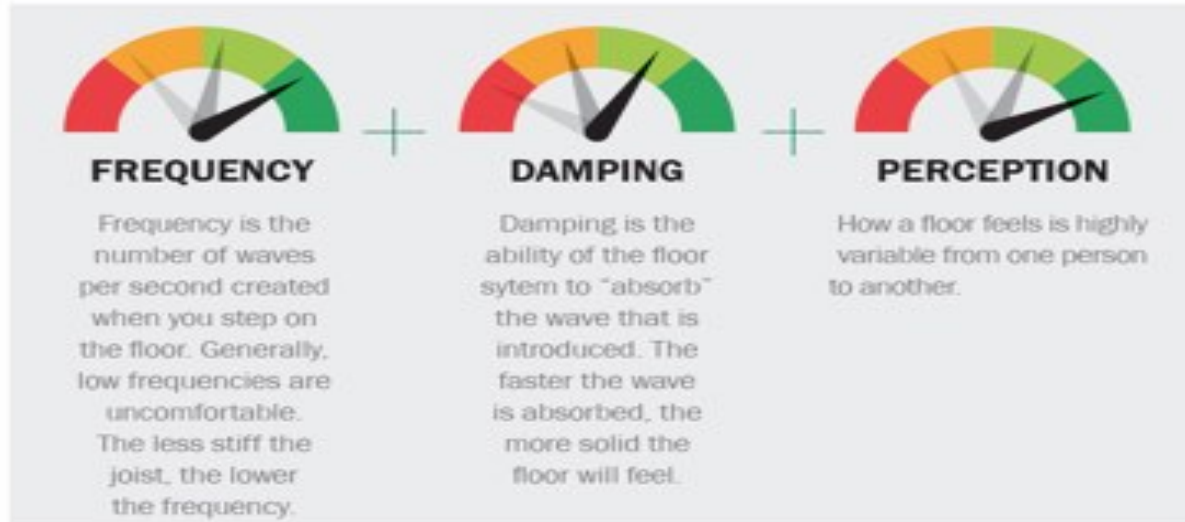 FREQUENCY
Frequency is the
number of waves
per second created
when you step on
the floor. Generally,
low frequencies are
uncomfortable.
The less stiff the
joist, the lower
the frequency.
DAMPING
Damping is the
ability of the floor
sytem to "absorb"
the wave that is
introduced. The
faster the wave
is absorbed, the
more solid the
floor will feel.
PERCEPTION
How a floor feels is highly
variable from one person
to another.